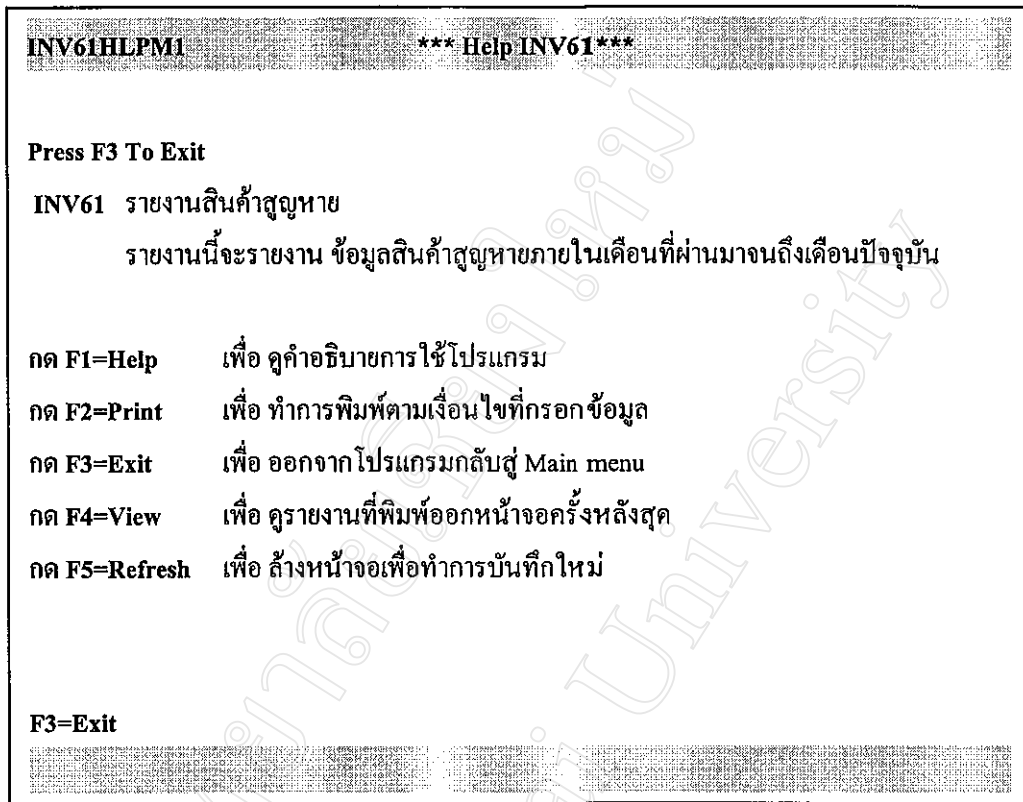 INV61HLPM1 *** Help INV61***
Press F3 To Exit
INV61 รายงานสินค้าสูญหาย
รายงานนี้จะรายงาน ข้อมูลสินค้าสูญหายภายในเดือนที่ผ่านมาจนถึงเดือนปัจจุบัน
กด F1=Help เพื่อ ดูคำอธิบายการใช้โปรแกรม
กด F2=Print เพื่อ ทำการพิมพ์ตามเงื่อนไขที่กรอกข้อมูล
กด F3=Exit เพื่อ ออกจากโปรแกรมกลับสู่ Main menu
กด F4=View เพื่อ ดูรายงานที่พิมพ์ออกหน้าจอครั้งหลังสุด
กด F5=Refresh เพื่อ ล้างหน้าจอเพื่อทำการบันทึกใหม่
F3=Exit
University